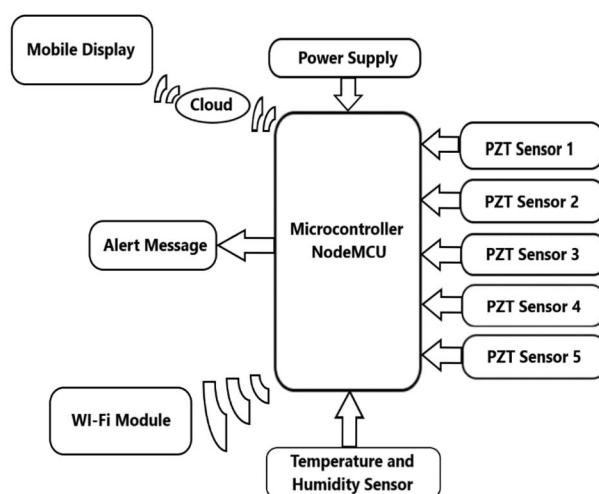 Mobile Display
Power Supply
Cloud
PZT Sensor 1
PZT Sensor 2
Microcontroller
NodeMCU
Alert Message
PZT Sensor 3
PZT Sensor 4
PZT Sensor 5
WI-Fi Module
Temperature and
Humidity Sensor